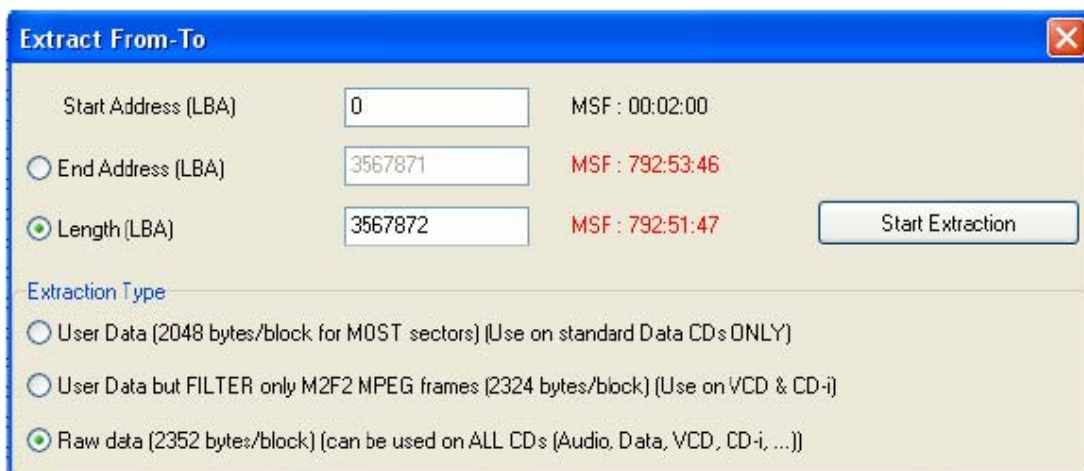 Extract From-To
Start Address (LBA) 0 MSF : 00:02:00
End Address (LBA) 3567871 MSF : 792:53:46
Length (LBA) 3567872 MSF : 792:51:47 Start Extraction
Extraction Type
User Data (2048 bytes/block for MOST sectors) (Use on standard Data CDs ONLY)
User Data but FILTER only M2F2 MPEG frames (2324 bytes/block) (Use on VCD & CD-i)
Raw data (2352 bytes/block) (can be used on ALL CDs (Audio, Data, VCD, CD-i, ...))